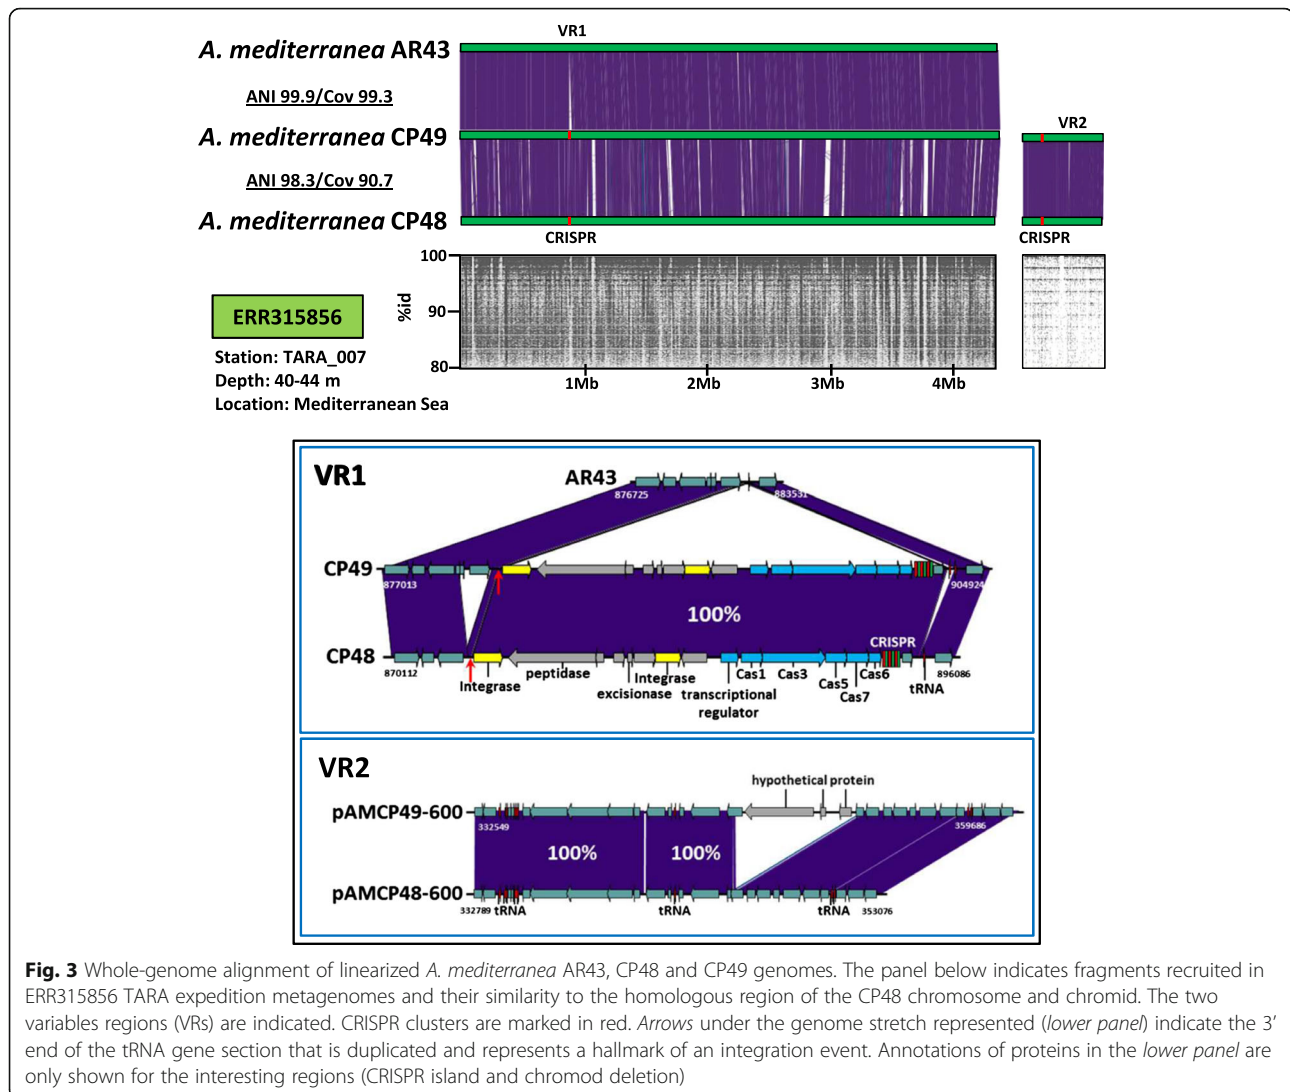 VR1
A. mediterranea AR43
ANI 99.9/Cov 99.3
VR2
A. mediterranea CP49
ANI 98.3/Cov 90.7
A. mediterranea CP48
CRISPR
CRISPR
100
90
80
%id
ERR315856
Station: TARA_007
Depth: 40-44 m
Location: Mediterranean Sea
1Mb 2Mb 3Mb 4Mb
VR1
AR43
876725 883531
CP49
877013 904924
100%
CRISPR
CP48
870112 896086
Integrase peptidase excisionase Integrase transcriptional regulator Cas1 Cas3 Cas5 Cas7 Cas6 tRNA
VR2
hypothetical protein
pAMCP49-600
332549 359686
100% 100%
pAMCP48-600
332789 tRNA tRNA tRNA 353076
Fig. 3 Whole-genome alignment of linearized A. mediterranea AR43, CP48 and CP49 genomes. The panel below indicates fragments recruited in
ERR315856 TARA expedition metagenomes and their similarity to the homologous region of the CP48 chromosome and chromid. The two
variables regions (VRs) are indicated. CRISPR clusters are marked in red. Arrows under the genome stretch represented (lower panel) indicate the 3’
end of the tRNA gene section that is duplicated and represents a hallmark of an integration event. Annotations of proteins in the lower panel are
only shown for the interesting regions (CRISPR island and chromod deletion)